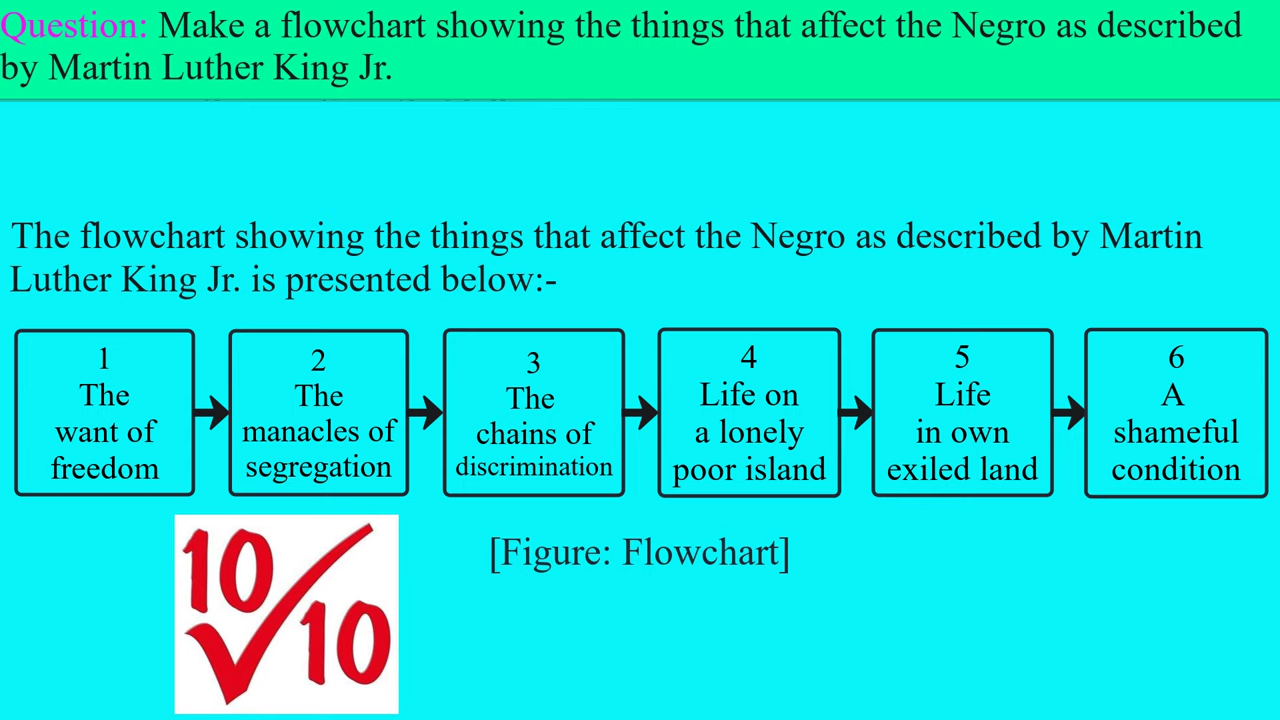 Question: Make a flowchart showing the things that affect the Negro as described
by Martin Luther King Jr.
The flowchart showing the things that affect the Negro as described by Martin
Luther King Jr. is presented below:-
1
The
want of
freedom
2
The
manacles of
segregation
3
The
chains of
discrimination
4
Life on
a lonely
poor island
5
Life
in own
exiled land
6
A
shameful
condition
10
10
[Figure: Flowchart]